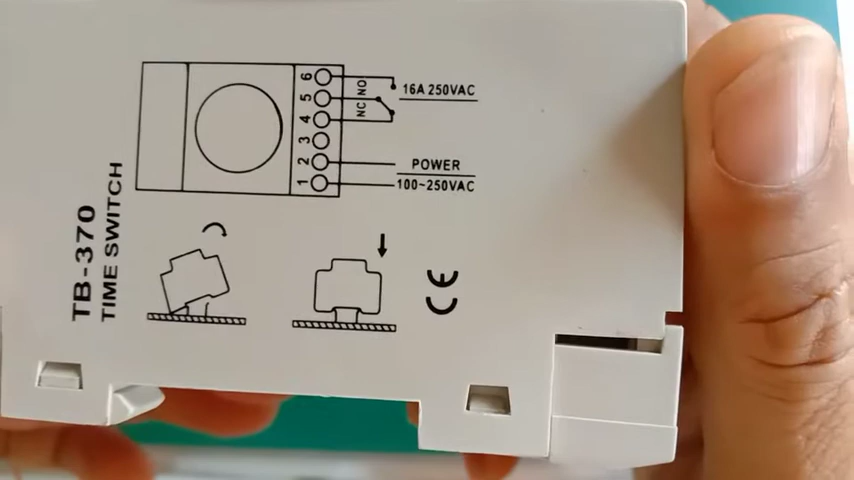 6
5
4
3
2
1
NO
NC
16A 250VAC
POWER
100~250VAC
TB-370
TIME SWITCH
CE